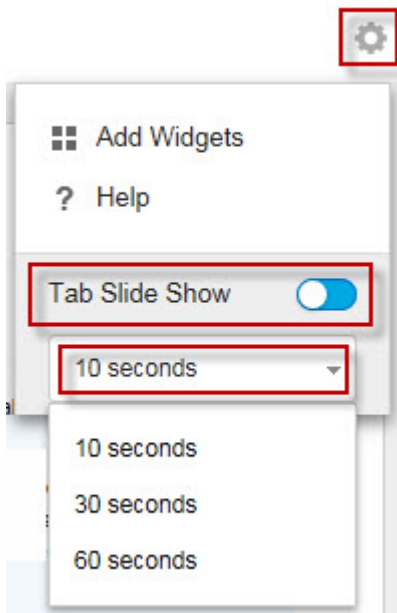 Add Widgets
? Help
Tab Slide Show
10 seconds
10 seconds
30 seconds
60 seconds